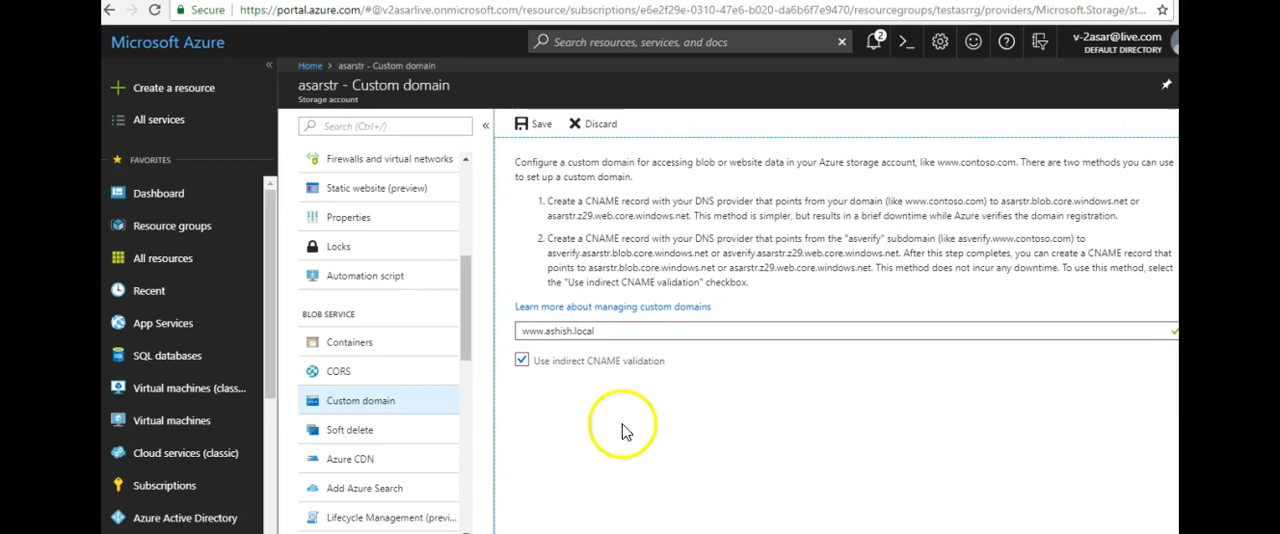 Secure
https://portal.azure.com/#@v2asarlive.onmicrosoft.com/resource/subscriptions/e6e2f29e-0310-47e6-b020-da6b6f7e9470/resourcegroups/testasrrg/providers/Microsoft.Storage/st...
Microsoft Azure
Search resources, services, and docs
2
v-2asar@live.com
DEFAULT DIRECTORY
Home > asarstr - Custom domain
asarstr - Custom domain
Storage account
Create a resource
All services
FAVORITES
Dashboard
Resource groups
All resources
Recent
App Services
SQL databases
Virtual machines (class...
Virtual machines
Cloud services (classic)
Subscriptions
Azure Active Directory
Search (Ctrl+/)
Firewalls and virtual networks
Static website (preview)
Properties
Locks
Automation script
BLOB SERVICE
Containers
CORS
Custom domain
Soft delete
Azure CDN
Add Azure Search
Lifecycle Management (previ...
Save
Discard
Configure a custom domain for accessing blob or website data in your Azure storage account, like www.contoso.com. There are two methods you can use
to set up a custom domain.
1. Create a CNAME record with your DNS provider that points from your domain (like www.contoso.com) to asarstr.blob.core.windows.net or
asarstr.z29.web.core.windows.net. This method is simpler, but results in a brief downtime while Azure verifies the domain registration.
2. Create a CNAME record with your DNS provider that points from the "asverify" subdomain (like asverify.www.contoso.com) to
asverify.asarstr.blob.core.windows.net or asverify.asarstr.z29.web.core.windows.net. After this step completes, you can create a CNAME record that
points to asarstr.blob.core.windows.net or asarstr.z29.web.core.windows.net. This method does not incur any downtime. To use this method, select
the "Use indirect CNAME validation" checkbox.
Learn more about managing custom domains
www.ashish.local
Use indirect CNAME validation